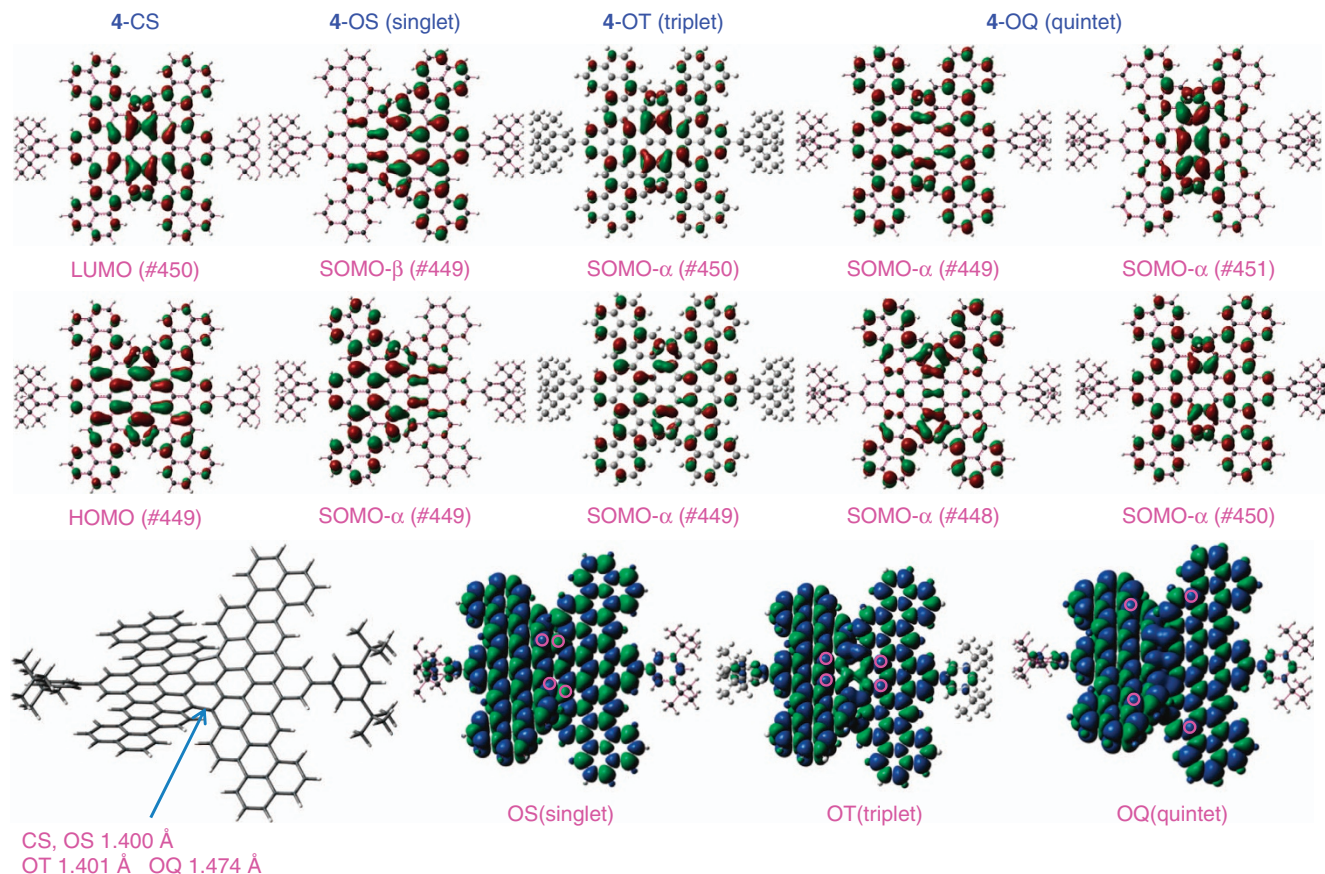 4-CS 4-OS (singlet) 4-OT (triplet) 4-OQ (quintet)
LUMO (#450) SOMO-β (#449) SOMO-α (#450) SOMO-α (#449) SOMO-α (#451)
HOMO (#449) SOMO-α (#449) SOMO-α (#449) SOMO-α (#448) SOMO-α (#450)
OS(singlet) OT(triplet) OQ(quintet)
CS, OS 1.400 Å
OT 1.401 Å OQ 1.474 Å